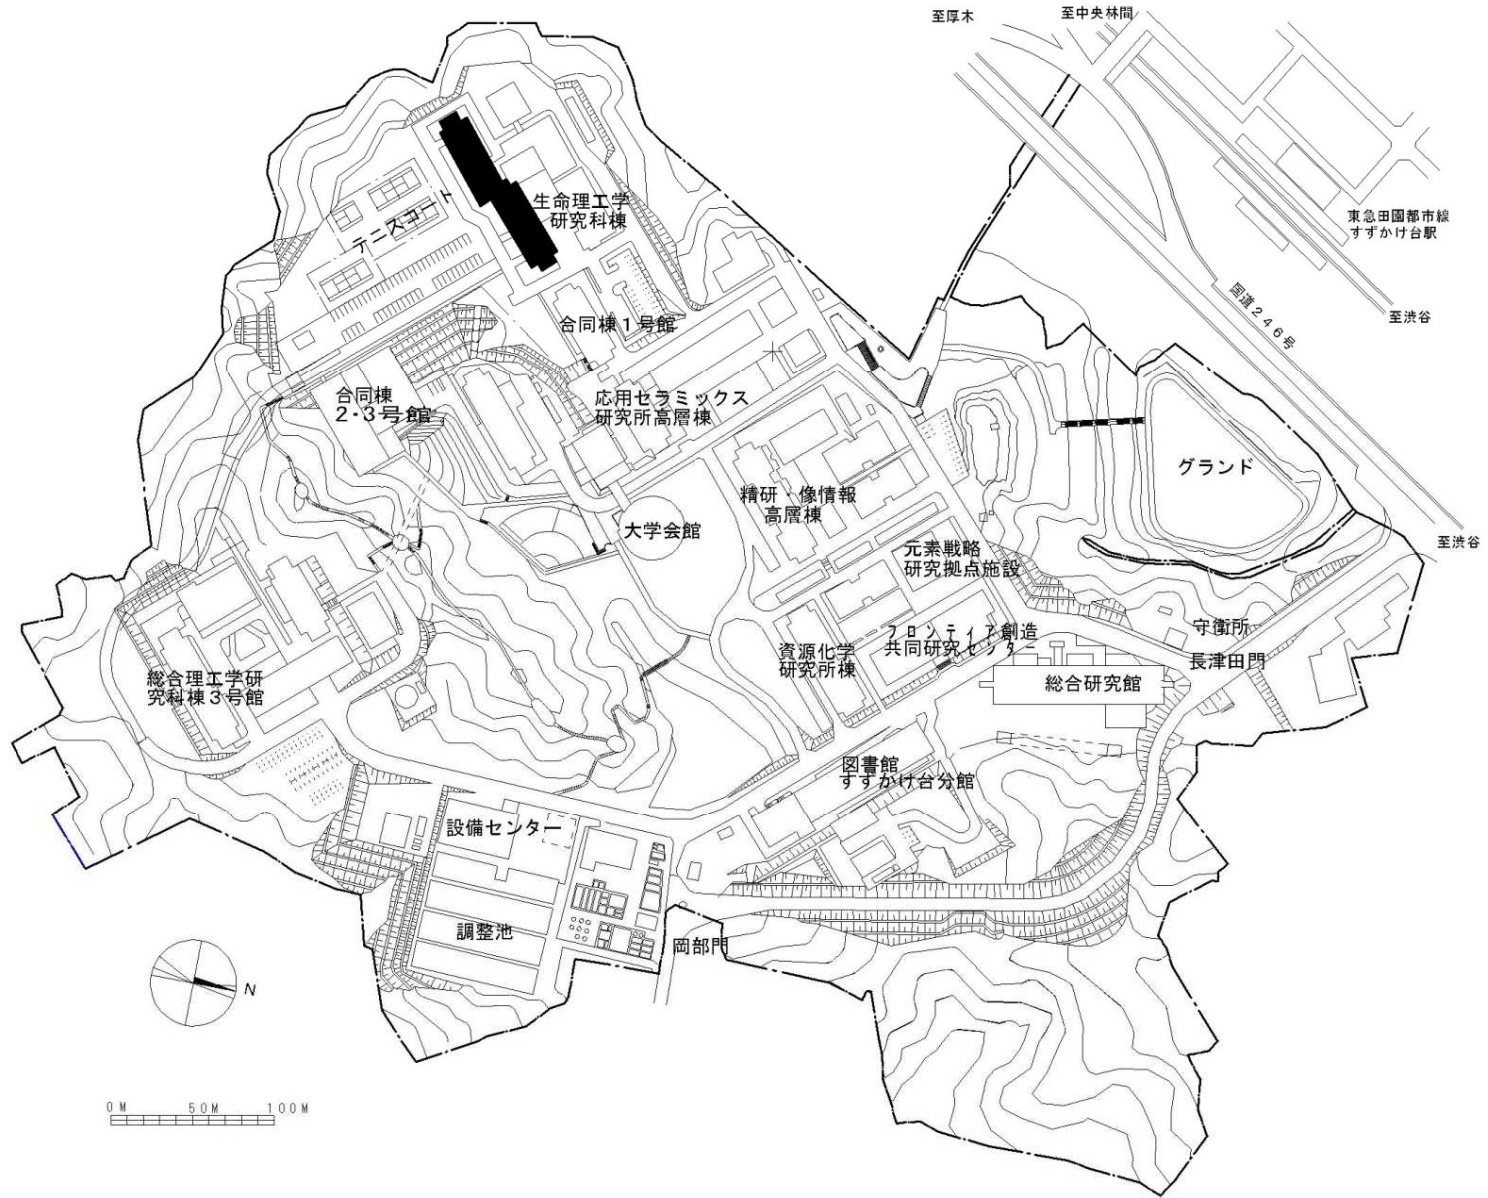 至厚木
至中央林間
東急田園都市線
すずかけ台駅
至渋谷
国道246号
至渋谷
生命理工学
研究科棟
テニスコート
合同棟1号館
合同棟
2・3号館
応用セラミックス
研究所高層棟
グランド
精研・像情報
高層棟
大学会館
元素戦略
研究拠点施設
フロンティア創造
共同研究センター
守衛所
長津田門
資源化学
研究所棟
総合研究館
総合理工学研
究科棟3号館
図書館
すずかけ台分館
設備センター
調整池
岡部門
N
0M 50M 100M